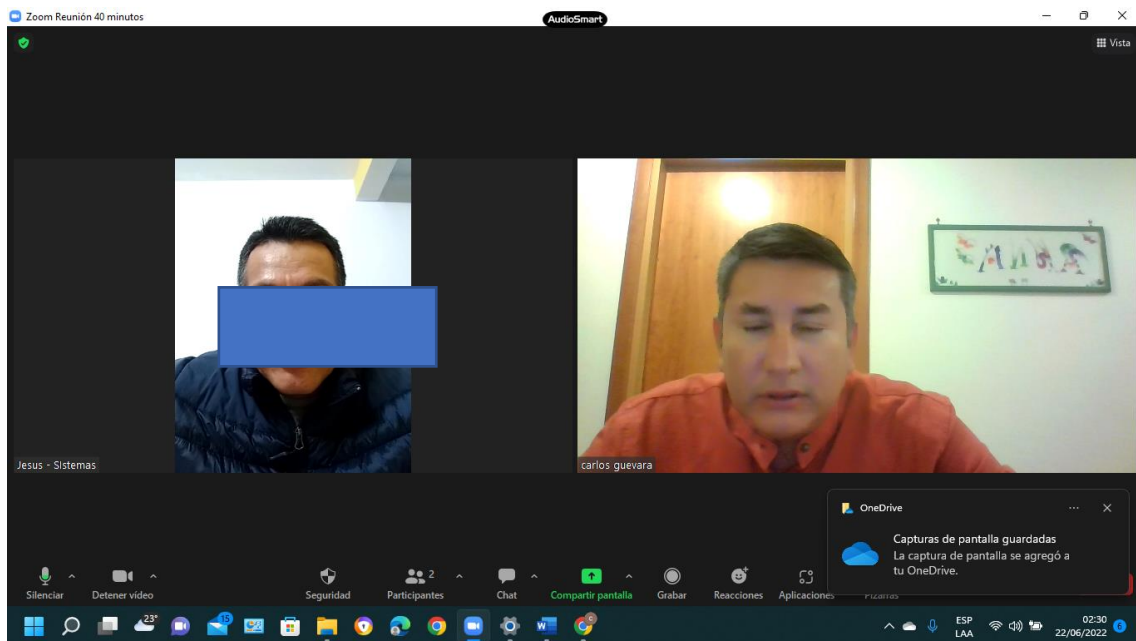 Zoom Reunión 40 minutos
AudioSmart
Vista
Jesus - Sistemas
carlos guevara
OneDrive
Capturas de pantalla guardadas
La captura de pantalla se agregó a
tu OneDrive.
2
Silenciar
Detener vídeo
Seguridad
Participantes
Chat
Compartir pantalla
Grabar
Reacciones
Aplicaciones
Pizarras
23°
15
ESP
LAA
02:30
22/06/2022
6